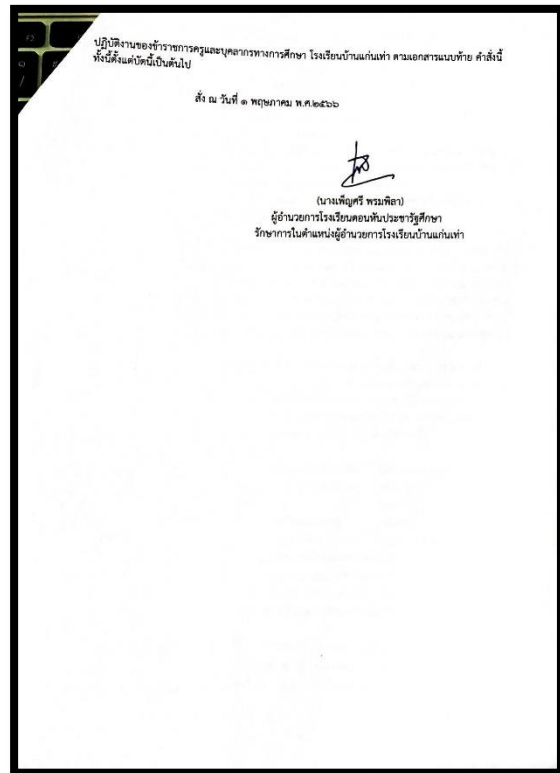 ปฏิบัติงานของข้าราชการครูและบุคลากรทางการศึกษา โรงเรียนบ้านแก่นเท่า ตามเอกสารแนบท้าย คำสั่งนี้
ทั้งนี้ตั้งแต่บัดนี้เป็นต้นไป
สั่ง ณ วันที่ ๑ พฤษภาคม พ.ศ.๒๕๖๖
(นางเพ็ญศรี พรมพิลา)
ผู้อำนวยการโรงเรียนดอนหันประชารัฐศึกษา
รักษาการในตำแหน่งผู้อำนวยการโรงเรียนบ้านแก่นเท่า